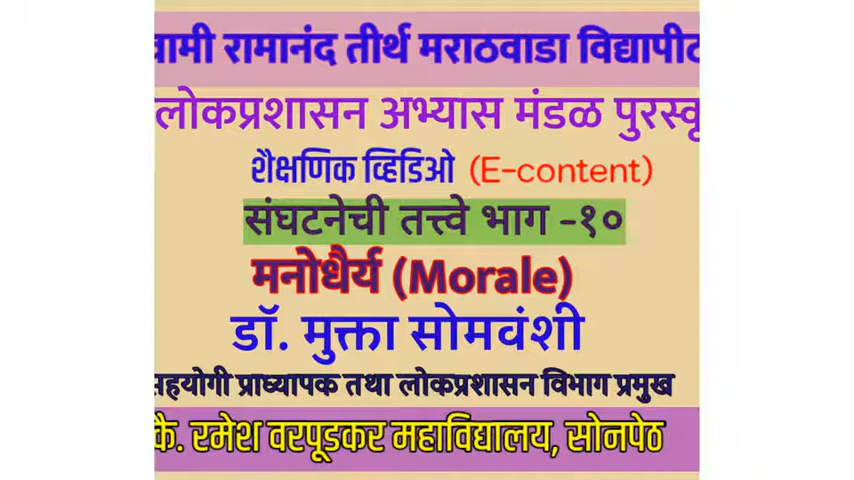 रामानंद तीर्थ मराठवाडा
लोकप्रशासन अभ्यास मंडळ
शैक्षणिक व्हिडिओ (E-content)
संघटनेची तत्त्वे भाग -१०
मनोधैर्य (Morale)
डॉ. मुक्ता सोमवंशी
सहयोगी प्राध्यापक तथा लोकप्रशासन विभाग प्रमुख
कै. रमेश वरपूडकर महाविद्यालय, सोनपेठ